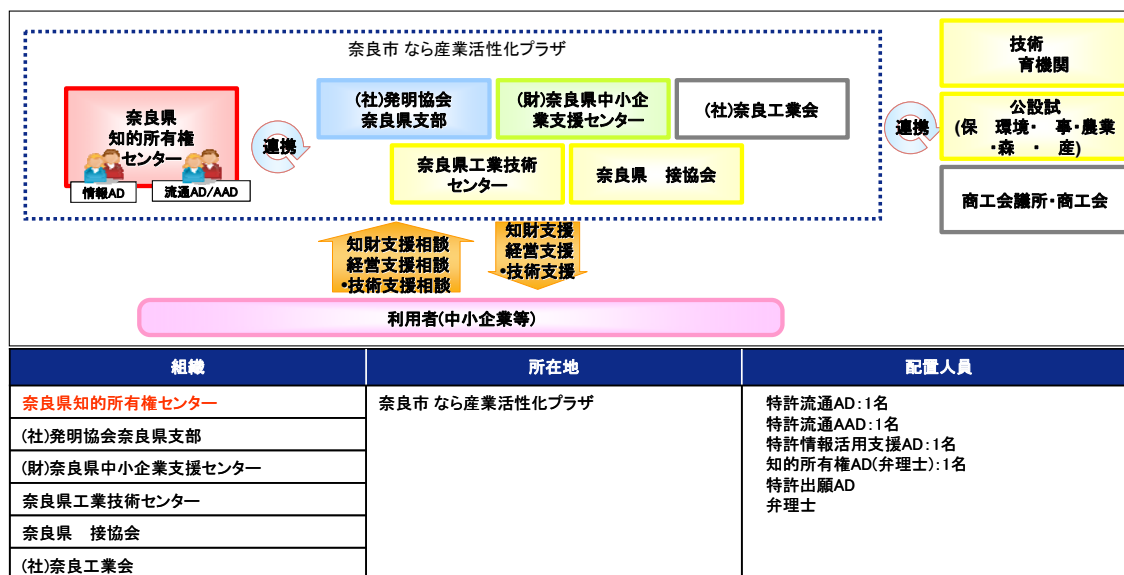 奈良市 なら産業活性化プラザ
奈良県
知的所有権
センター
情報AD
流通AD/AAD
連携
(社)発明協会
奈良県支部
(財)奈良県中小企
業支援センター
(社)奈良工業会
奈良県工業技術
センター
奈良県　接協会
連携
技術
育機関
公設試
(保　環境・　事・農業
・森　・　産)
商工会議所・商工会
知財支援相談
経営支援相談
・技術支援相談
知財支援
経営支援
・技術支援
利用者(中小企業等)
組織
所在地
配置人員
奈良県知的所有権センター
(社)発明協会奈良県支部
(財)奈良県中小企業支援センター
奈良県工業技術センター
奈良県　接協会
(社)奈良工業会
奈良市 なら産業活性化プラザ
特許流通AD：1名
特許流通AAD：1名
特許情報活用支援AD：1名
知的所有権AD(弁理士)：1名
特許出願AD
弁理士